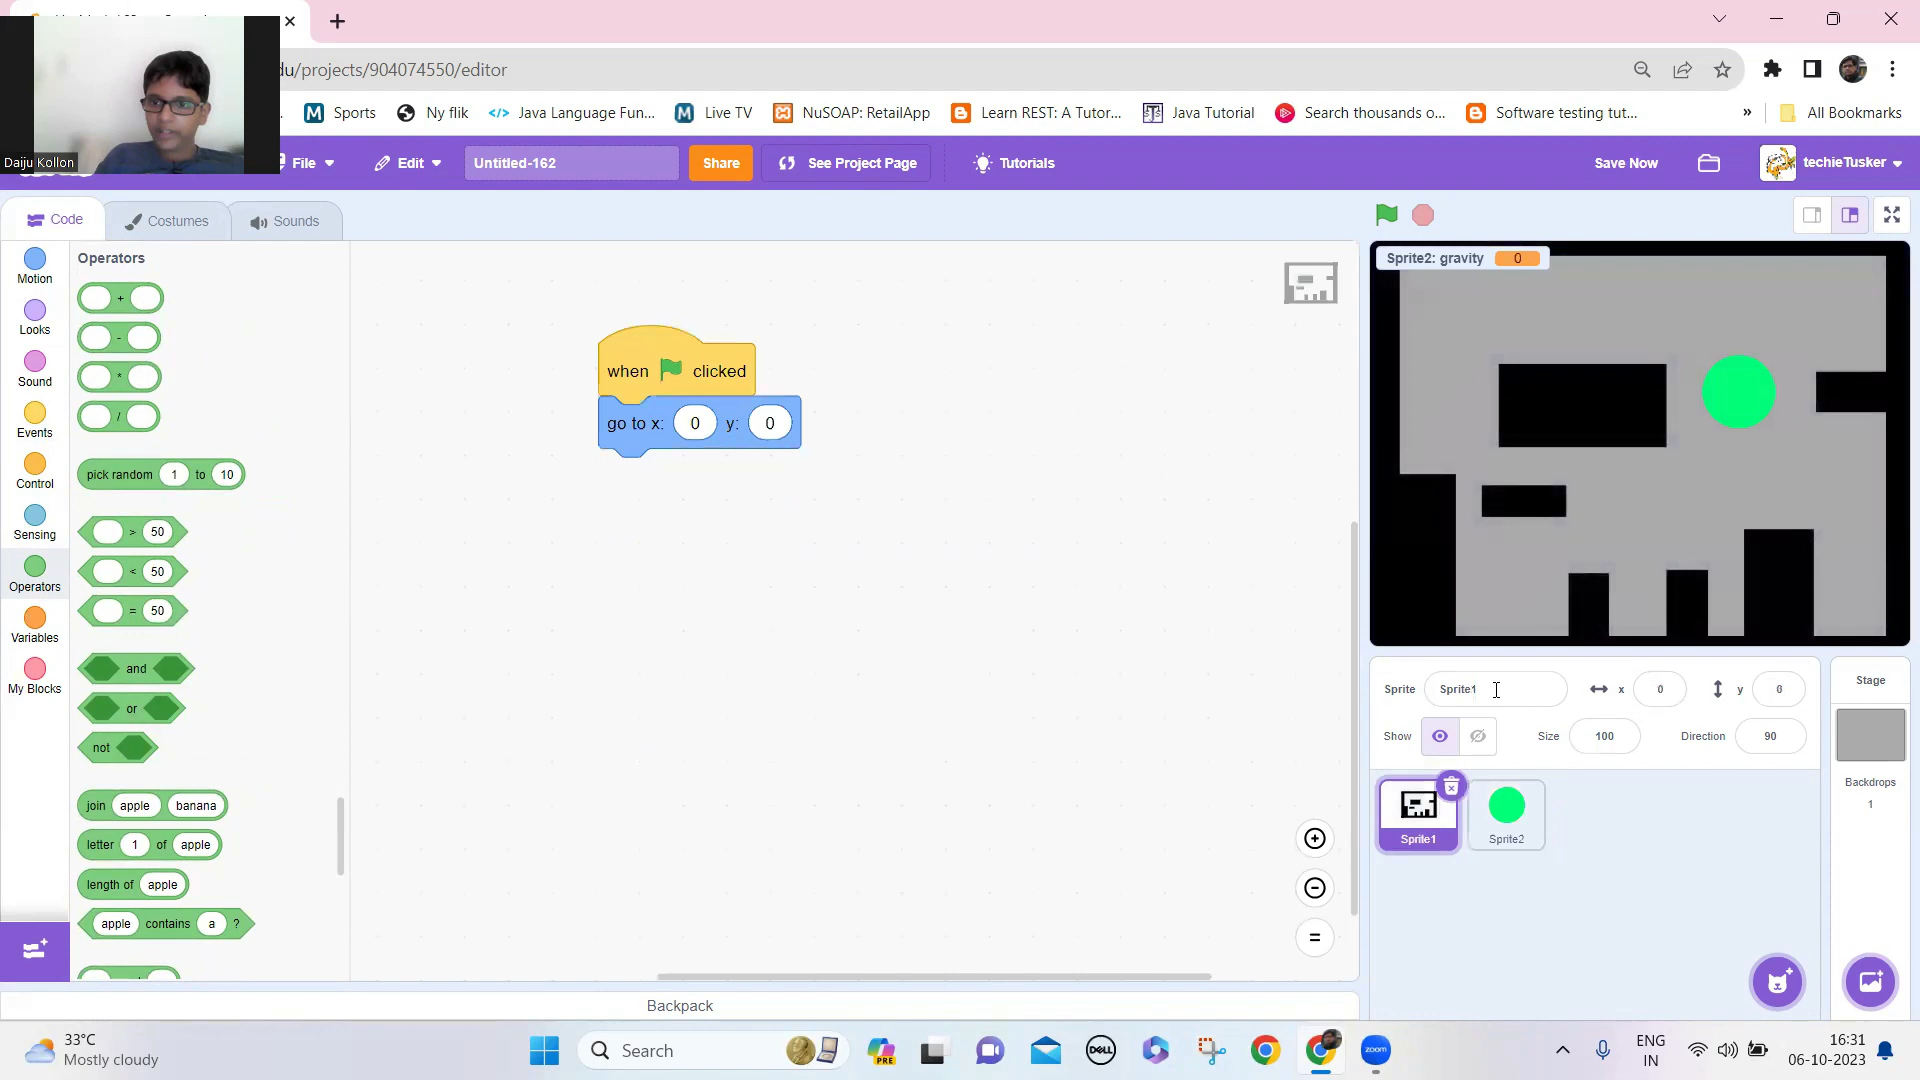 du/projects/904074550/editor
Sports
Ny flik
Java Language Fun...
Live TV
NuSOAP: RetailApp
Learn REST: A Tutor...
Java Tutorial
Search thousands o...
Software testing tut...
»
All Bookmarks
Daiju Kollon
File
Edit
Untitled-162
Share
See Project Page
Tutorials
Save Now
techieTusker
Code
Costumes
Sounds
Motion
Looks
Sound
Events
Control
Sensing
Operators
Variables
My Blocks
Operators
+
-
*
/
pick random 1 to 10
> 50
< 50
= 50
and
or
not
join apple banana
letter 1 of apple
length of apple
apple contains a ?
when clicked
go to x: 0 y: 0
Sprite2: gravity 0
Sprite Sprite1 x 0 y 0
Show Size 100 Direction 90
Sprite1
Sprite2
Stage
Backdrops
1
Backpack
33°C
Mostly cloudy
Search
PRE
DELL
zoom
ENG
IN
16:31
06-10-2023